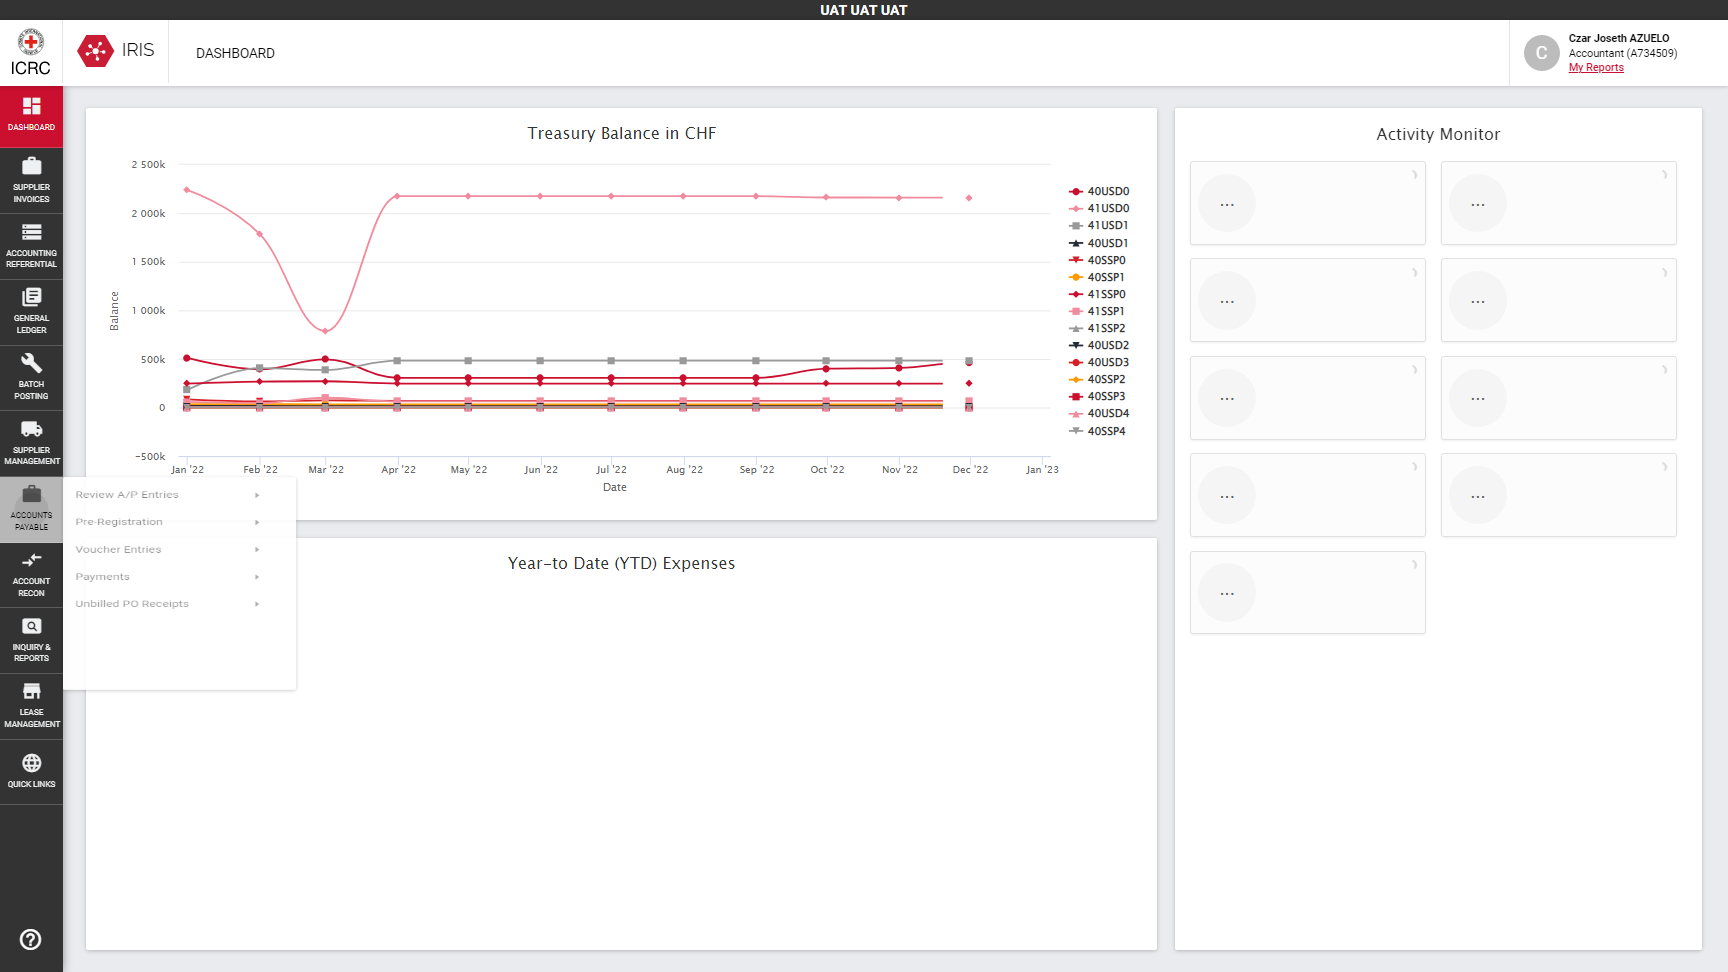 UAT UAT UAT
ICRC
IRIS
DASHBOARD
C
Czar Joseth AZUELO
Accountant (A734509)
My Reports
DASHBOARD
SUPPLIER
INVOICES
ACCOUNTING
REFERENTIAL
GENERAL
LEDGER
BATCH
POSTING
SUPPLIER
MANAGEMENT
ACCOUNTS
PAYABLE
ACCOUNT
RECON
INQUIRY &
REPORTS
LEASE
MANAGEMENT
QUICK LINKS
Review A/P Entries
Pre-Registration
Voucher Entries
Payments
Unbilled PO Receipts
Treasury Balance in CHF
Balance
2 500k
2 000k
1 500k
1 000k
500k
0
−500k
Jan '22
Feb '22
Mar '22
Apr '22
May '22
Jun '22
Jul '22
Aug '22
Sep '22
Oct '22
Nov '22
Dec '22
Jan '23
Date
40USD0
41USD0
41USD1
40USD1
40SSP0
40SSP1
41SSP0
41SSP1
41SSP2
40USD2
40USD3
40SSP2
40SSP3
40USD4
40SSP4
Year-to Date (YTD) Expenses
Activity Monitor
...
...
...
...
...
...
...
...
...